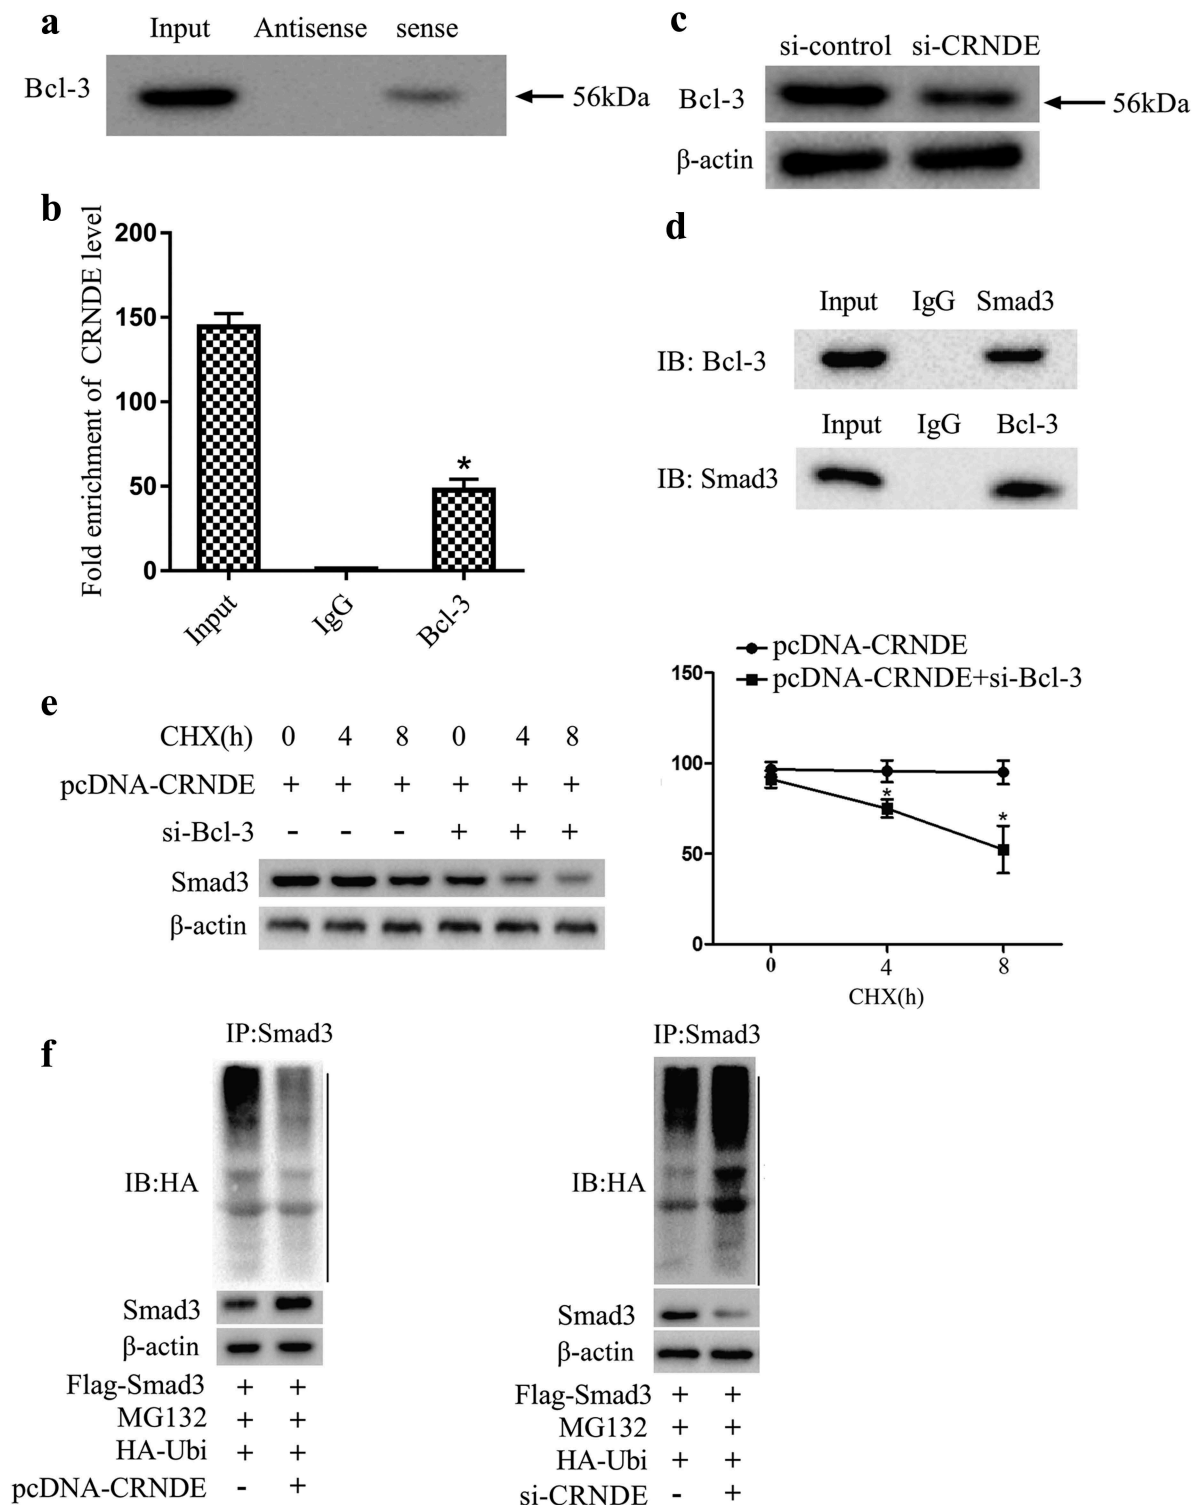 a
Input Antisense sense
Bcl-3
56kDa
b
Fold enrichment of CRNDE level
200
150
100
50
0
*
Input
IgG
Bcl-3
c
si-control si-CRNDE
Bcl-3
56kDa
β-actin
d
Input IgG Smad3
IB: Bcl-3
Input IgG Bcl-3
IB: Smad3
e
CHX(h) 0 4 8 0 4 8
pcDNA-CRNDE + + + + + +
si-Bcl-3 - - - + + +
Smad3
β-actin
pcDNA-CRNDE
pcDNA-CRNDE+si-Bcl-3
150
100
50
0
*
*
0 4 8
CHX(h)
f
IP:Smad3
IB:HA
Smad3
β-actin
Flag-Smad3 + +
MG132 + +
HA-Ubi + +
pcDNA-CRNDE - +
IP:Smad3
IB:HA
Smad3
β-actin
Flag-Smad3 + +
MG132 + +
HA-Ubi + +
si-CRNDE - +